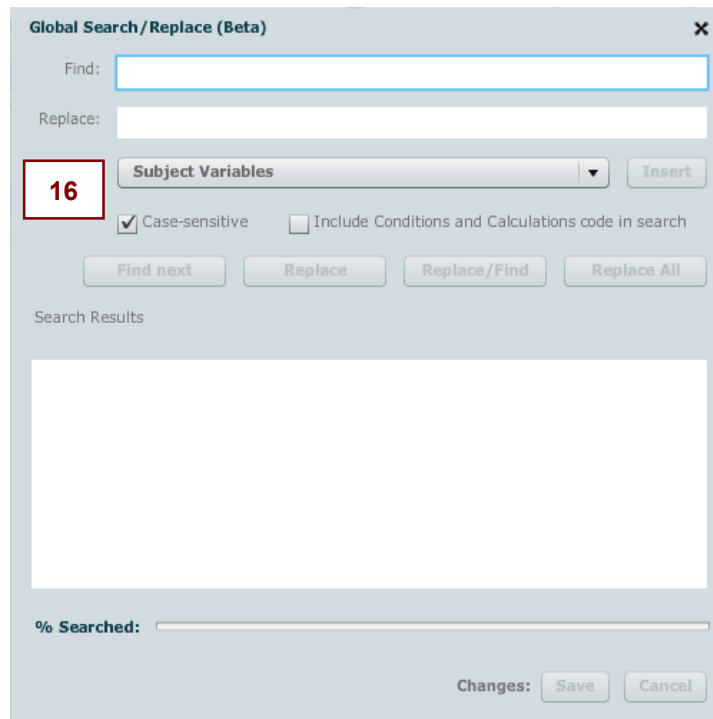 Global Search/Replace (Beta)
Find:
Replace:
16
Subject Variables
Insert
Case-sensitive
Include Conditions and Calculations code in search
Find next
Replace
Replace/Find
Replace All
Search Results
% Searched:
Changes:
Save
Cancel